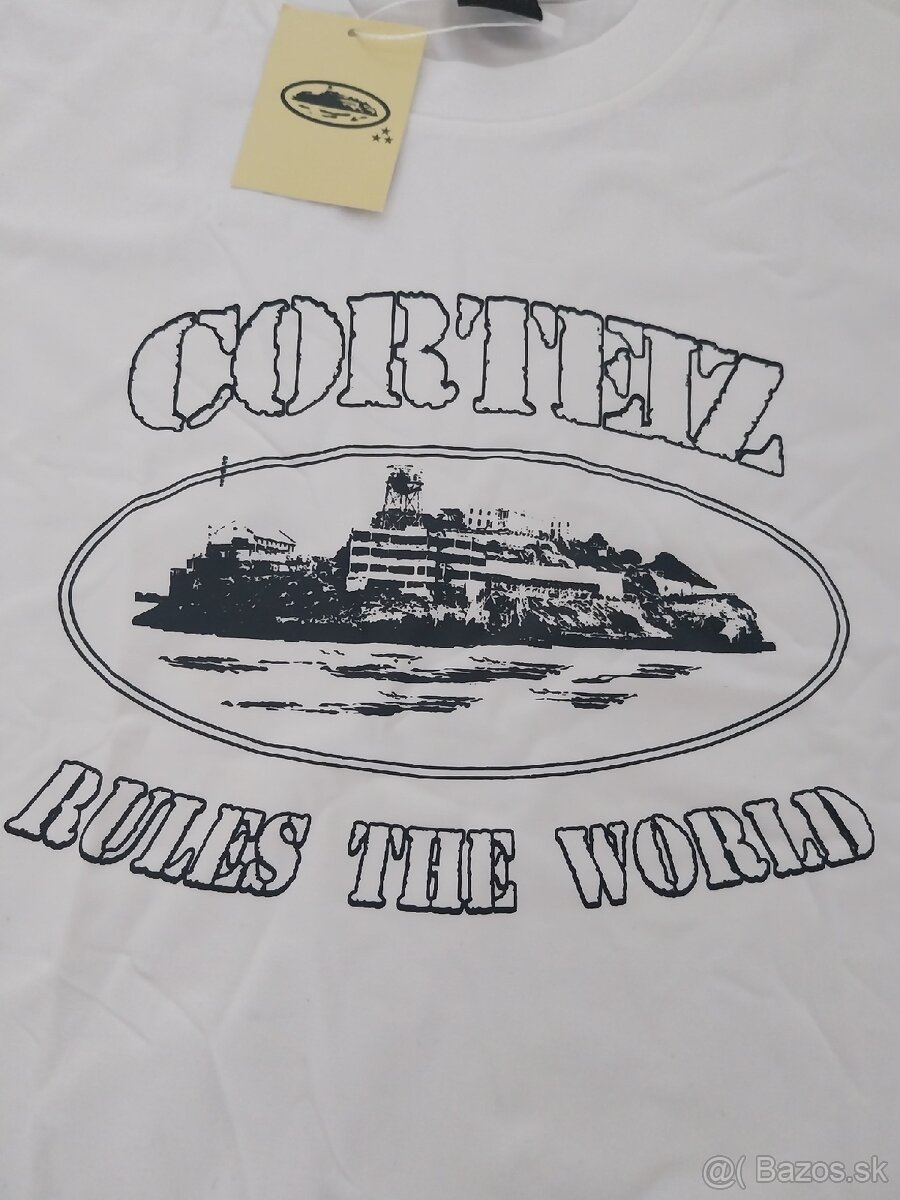 CORTEIZ
RULES THE WORLD
@( Bazos.sk